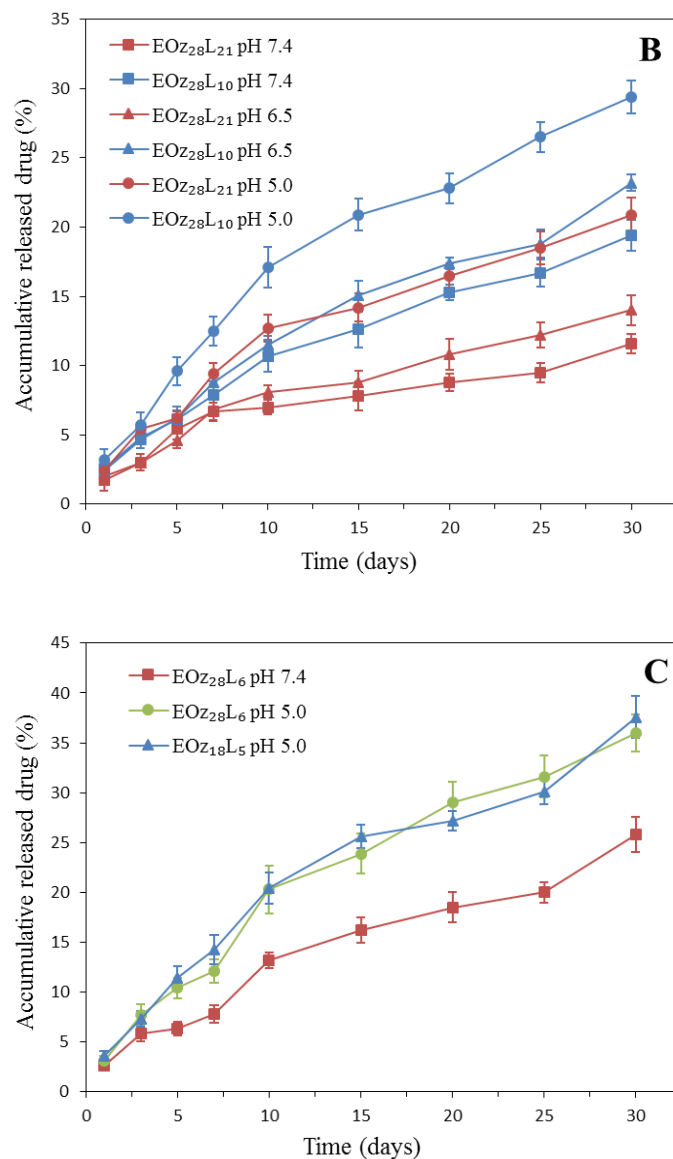 B
EOz₂₈L₂₁ pH 7.4
EOz₂₈L₁₀ pH 7.4
EOz₂₈L₂₁ pH 6.5
EOz₂₈L₁₀ pH 6.5
EOz₂₈L₂₁ pH 5.0
EOz₂₈L₁₀ pH 5.0
Accumulative released drug (%)
35
30
25
20
15
10
5
0
0 5 10 15 20 25 30
Time (days)
C
EOz₂₈L₆ pH 7.4
EOz₂₈L₆ pH 5.0
EOz₁₈L₅ pH 5.0
Accumulative released drug (%)
45
40
35
30
25
20
15
10
5
0
0 5 10 15 20 25 30
Time (days)